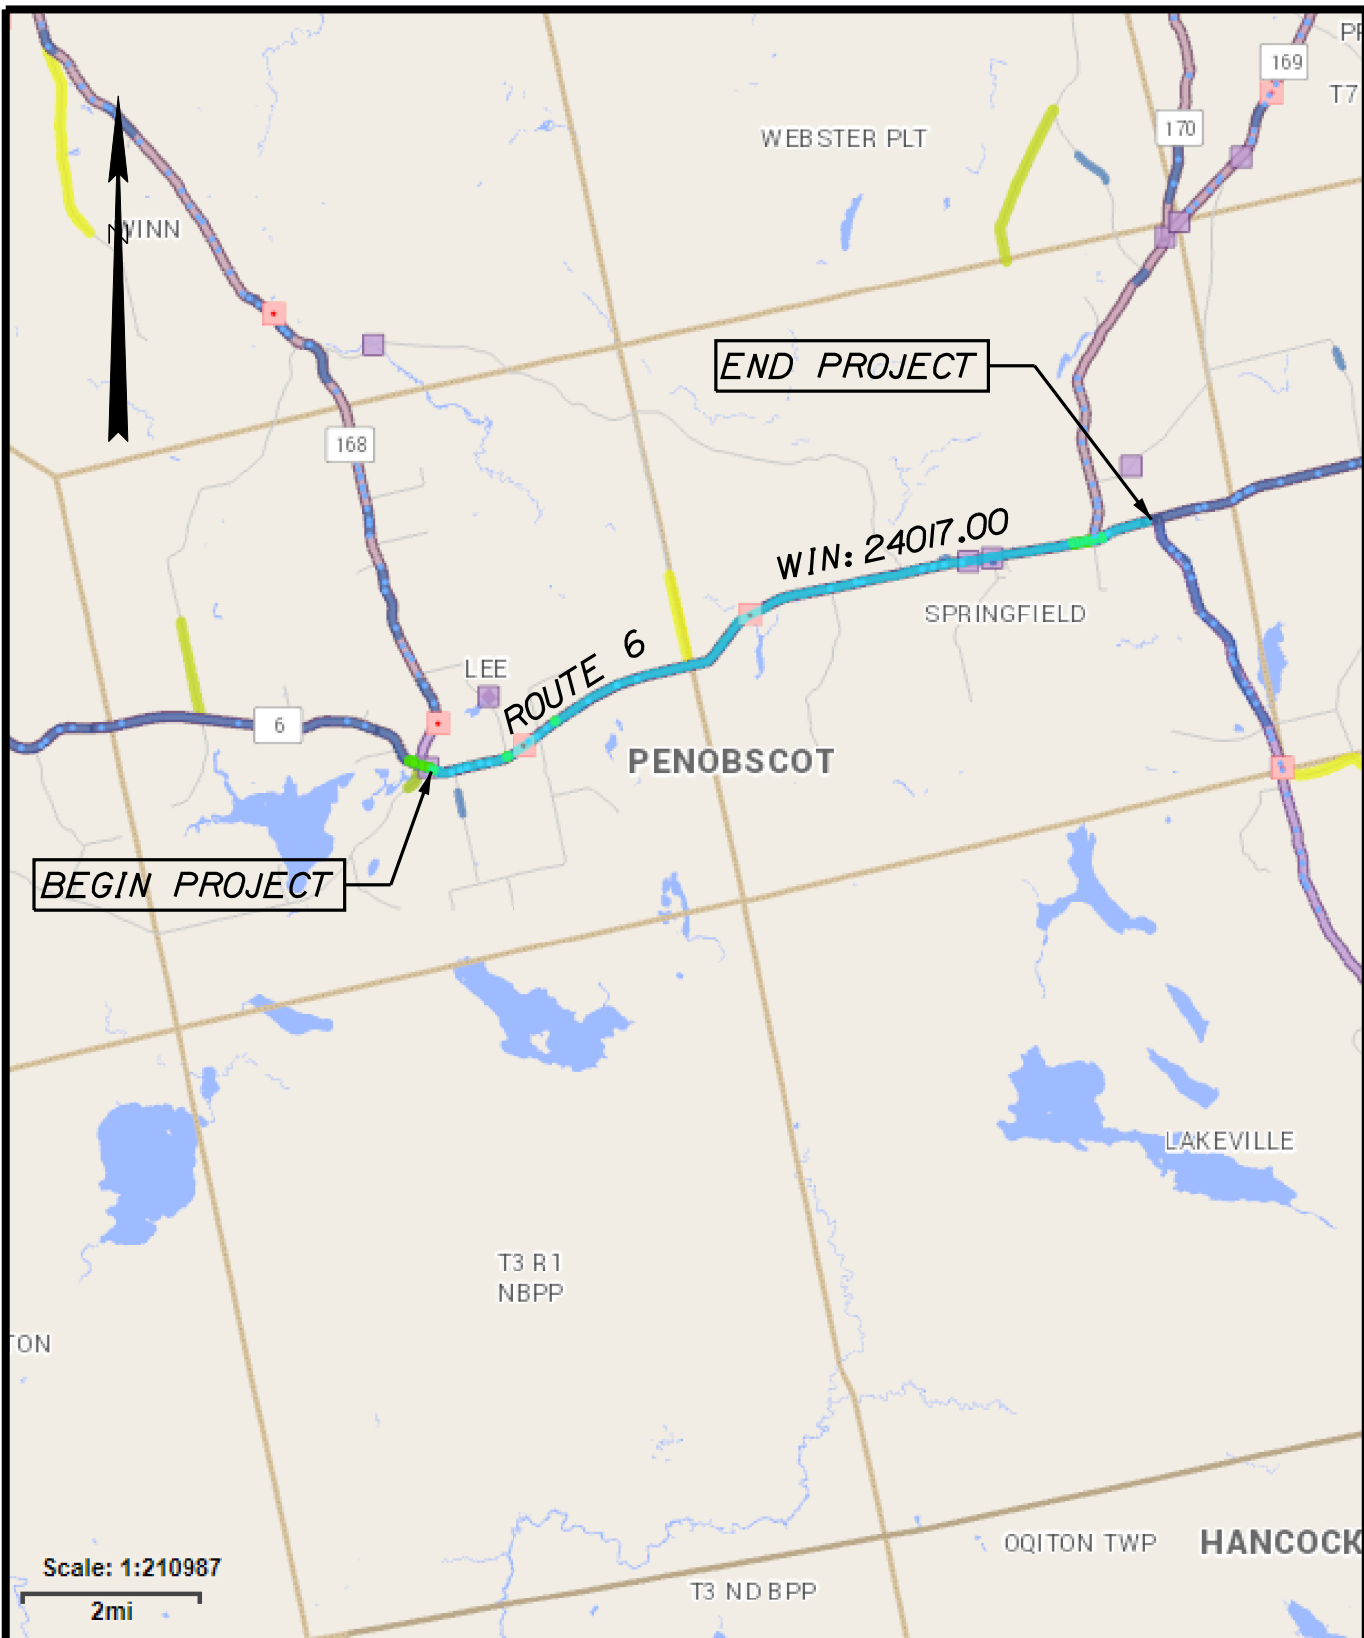 PR
169
T7
170
WEBSTER PLT
WINN
N
END PROJECT
168
WIN: 24017.00
SPRINGFIELD
LEE
ROUTE 6
6
PENOBSCOT
BEGIN PROJECT
LAKEVILLE
T3 R1
NBPP
TON
OQITON TWP
HANCOCK
Scale: 1:210987
2mi
T3 ND BPP